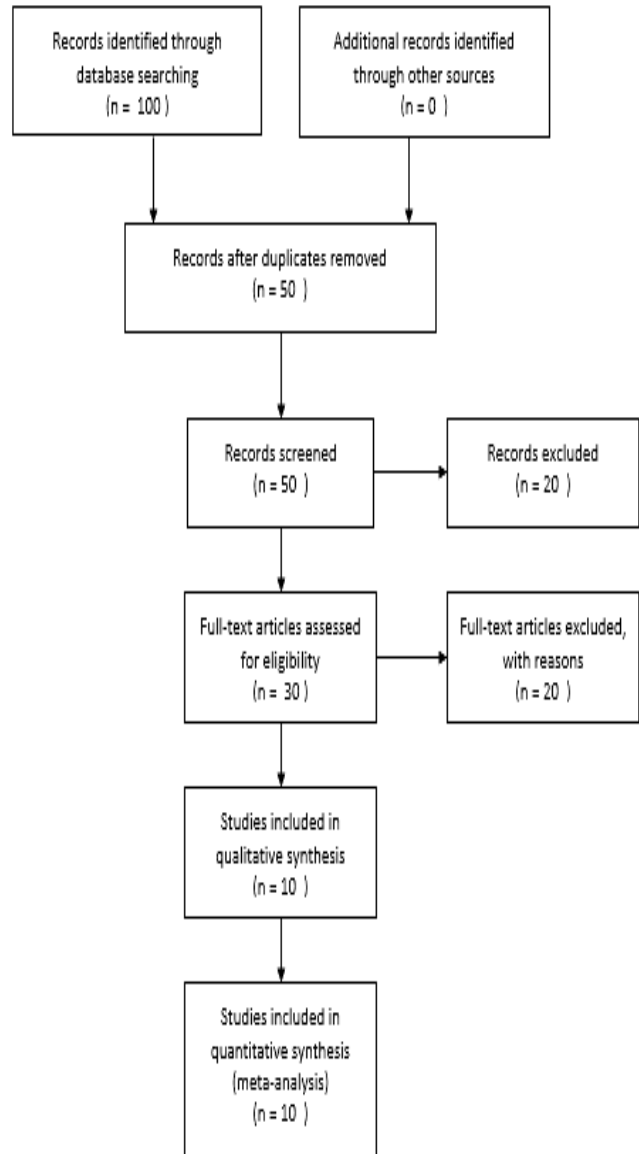 Records identified through
database searching
(n = 100 )
Additional records identified
through other sources
(n = 0 )
Records after duplicates removed
(n = 50 )
Records screened
(n = 50 )
Records excluded
(n = 20 )
Full-text articles assessed
for eligibility
(n = 30 )
Full-text articles excluded,
with reasons
(n = 20 )
Studies included in
qualitative synthesis
(n = 10 )
Studies included in
quantitative synthesis
(meta-analysis)
(n = 10 )